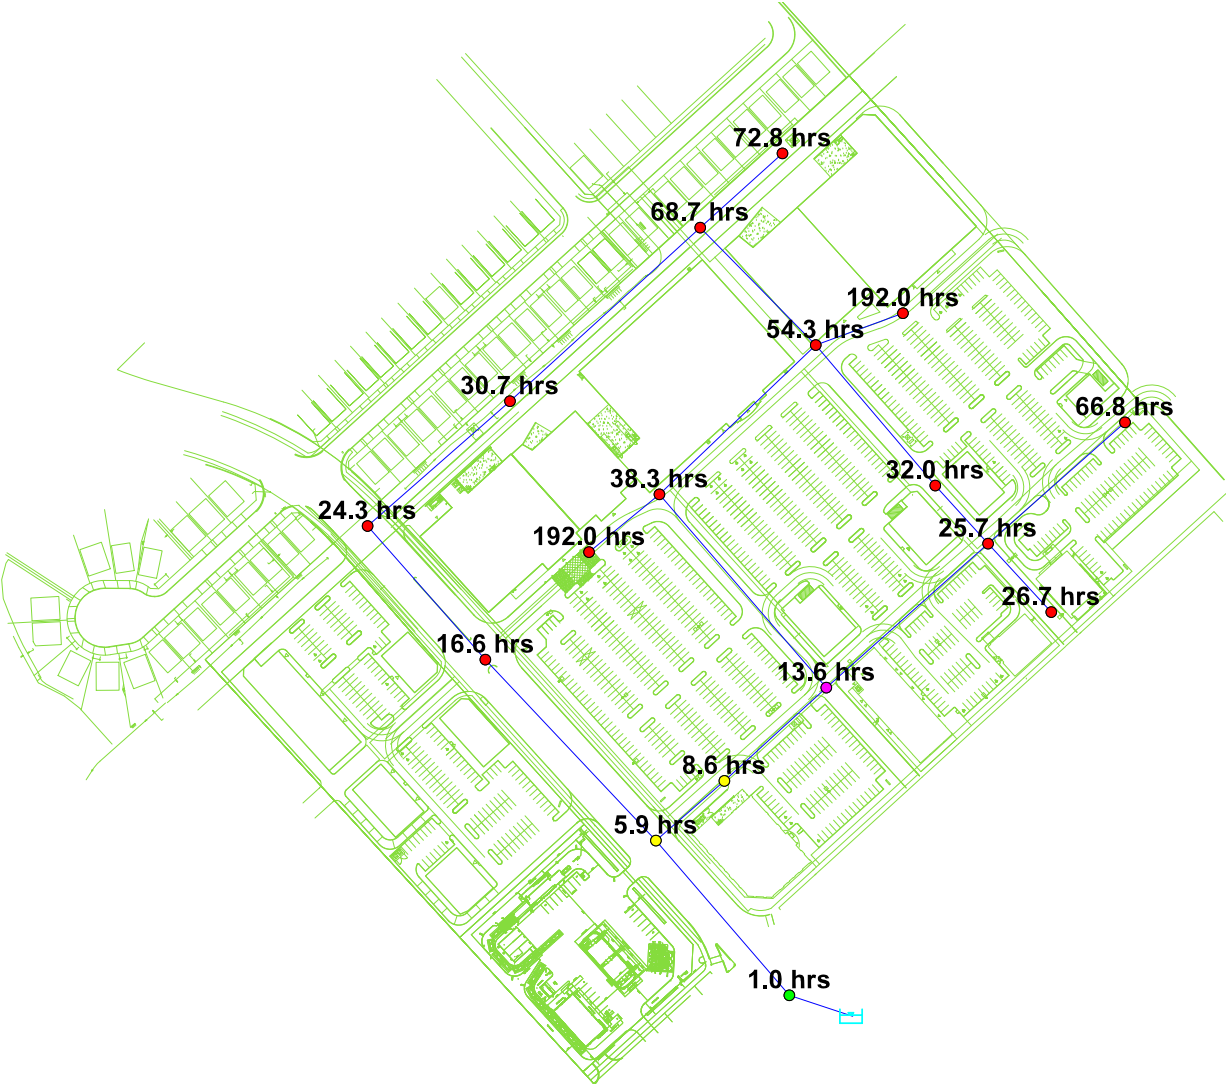 72.8 hrs
68.7 hrs
192.0 hrs
54.3 hrs
30.7 hrs
66.8 hrs
32.0 hrs
38.3 hrs
24.3 hrs
25.7 hrs
192.0 hrs
26.7 hrs
16.6 hrs
13.6 hrs
8.6 hrs
5.9 hrs
1.0 hrs